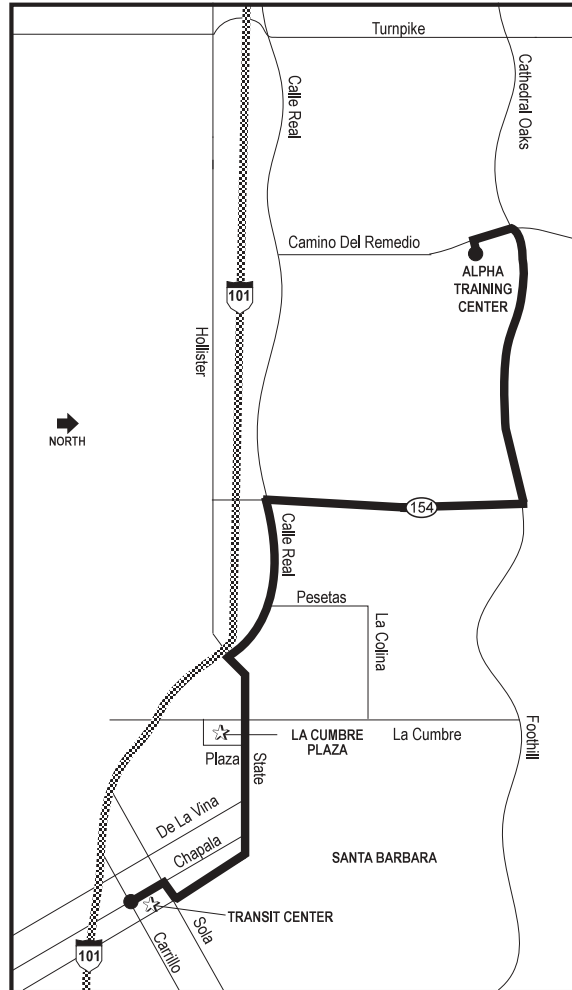 Turnpike
Calle Real
Cathedral Oaks
Camino Del Remedio
ALPHA
TRAINING
CENTER
101
Hollister
NORTH
154
Calle Real
Pesetas
La Colina
LA CUMBRE
PLAZA
La Cumbre
Foothill
Plaza
State
De La Vina
Chapala
SANTA BARBARA
TRANSIT CENTER
Sola
Carrillo
101